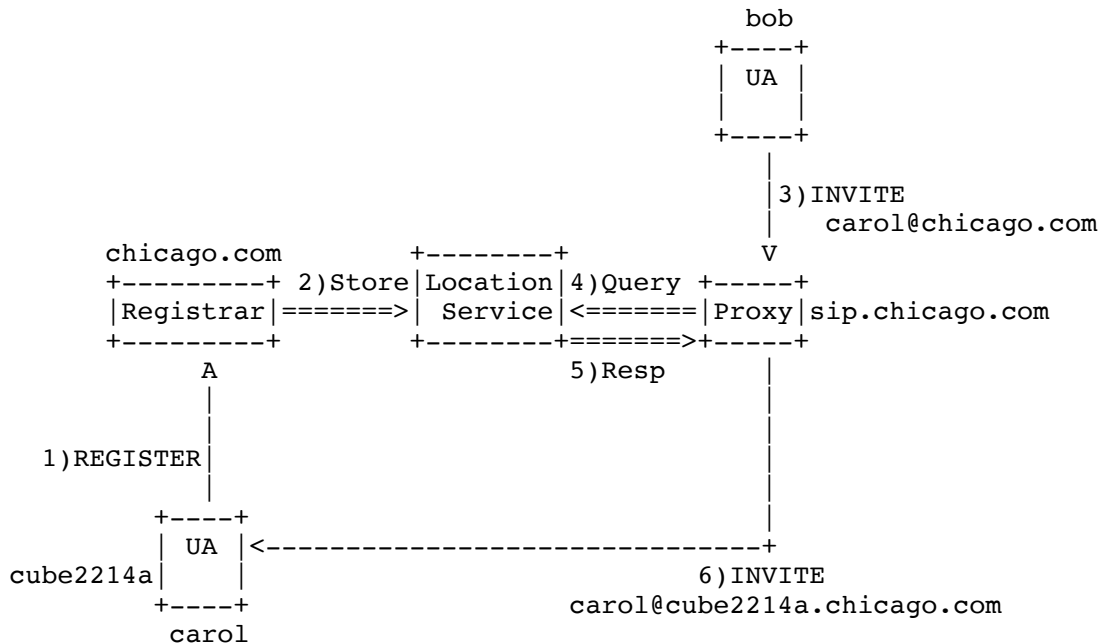 bob
                                               +----+
                                               | UA |
                                               |    |
                                               +----+
                                                  |
                                                  |3)INVITE
                                                  |   carol@chicago.com
         chicago.com        +--------+            V
         +---------+ 2)Store|Location|4)Query +-----+
         |Registrar|=======>| Service|<=======|Proxy|sip.chicago.com
         +---------+        +--------+=======>+-----+
               A                      5)Resp      |
               |                                  |
               |                                  |
     1)REGISTER|                                  |
               |                                  |
            +----+                                |
            | UA |<-------------------------------+
   cube2214a|    |                            6)INVITE
            +----+                    carol@cube2214a.chicago.com
             carol